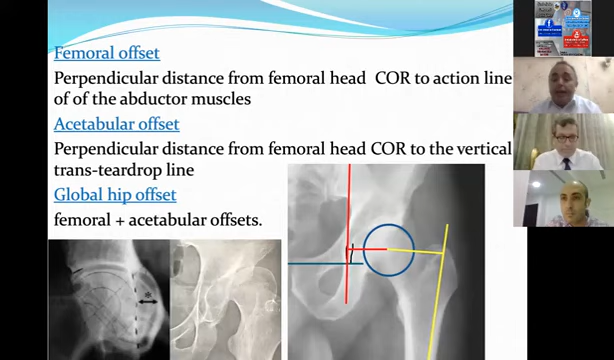 Femoral offset
Perpendicular distance from femoral head  COR to action line
of of the abductor muscles
Acetabular offset
Perpendicular distance from femoral head COR to the vertical
trans-teardrop line
Global hip offset
femoral + acetabular offsets.